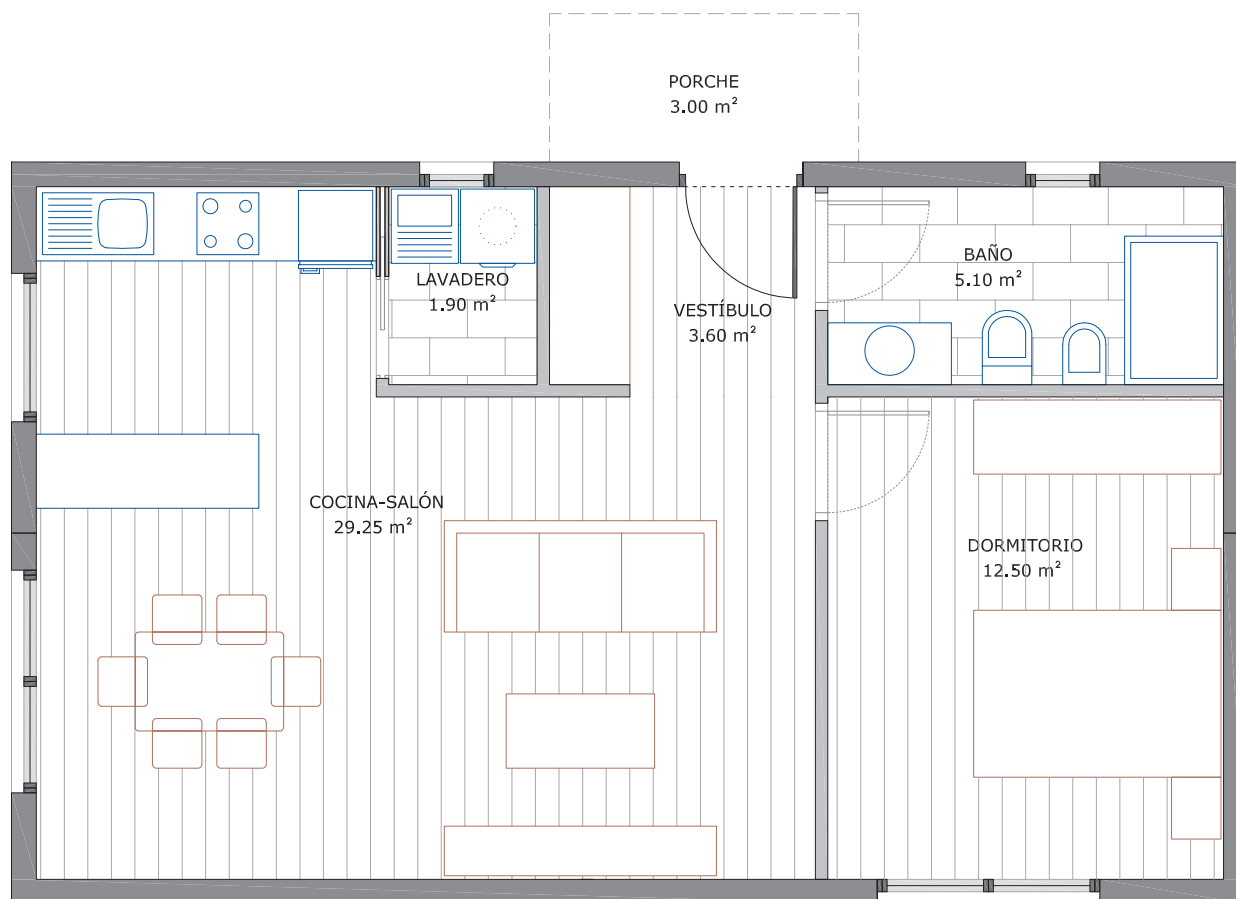 PORCHE
3.00 m²
LAVADERO
1.90 m²
VESTÍBULO
3.60 m²
BAÑO
5.10 m²
COCINA-SALÓN
29.25 m²
DORMITORIO
12.50 m²